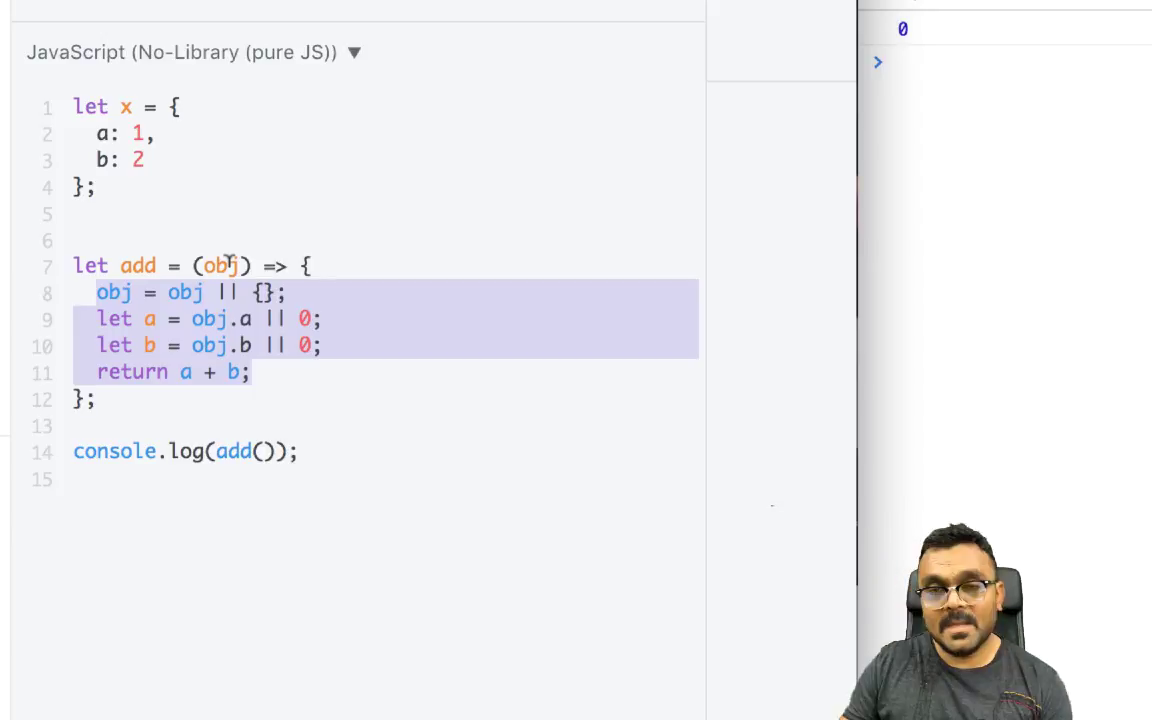 JavaScript (No-Library (pure JS)) ▼
1 let x = {
2 a: 1,
3 b: 2
4 };
5
6
7 let add = (obj) => {
8 obj = obj || {};
9 let a = obj.a || 0;
10 let b = obj.b || 0;
11 return a + b;
12 };
13
14 console.log(add());
15
0
>